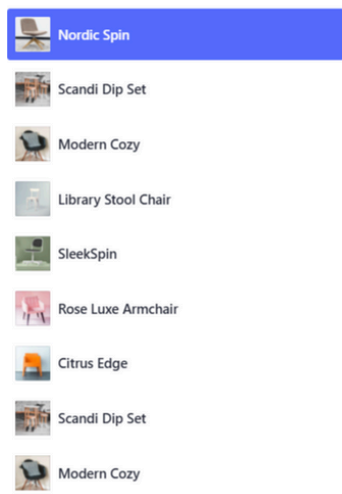 Nordic Spin
Scandi Dip Set
Modern Cozy
Library Stool Chair
SleekSpin
Rose Luxe Armchair
Citrus Edge
Scandi Dip Set
Modern Cozy